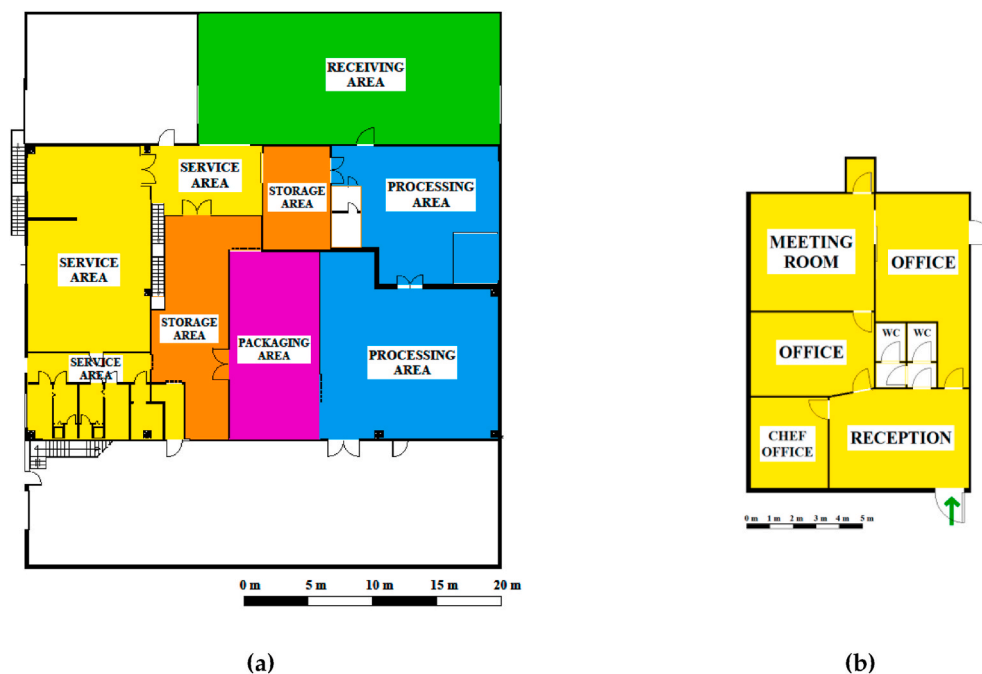 RECEIVING
AREA
SERVICE
AREA
STORAGE
AREA
PROCESSING
AREA
SERVICE
AREA
STORAGE
AREA
PACKAGING
AREA
PROCESSING
AREA
SERVICE
AREA
0 m 5 m 10 m 15 m 20 m
(a)
MEETING
ROOM
OFFICE
OFFICE
WC WC
CHEF
OFFICE
RECEPTION
0 m 1 m 2 m 3 m 4 m 5 m
(b)